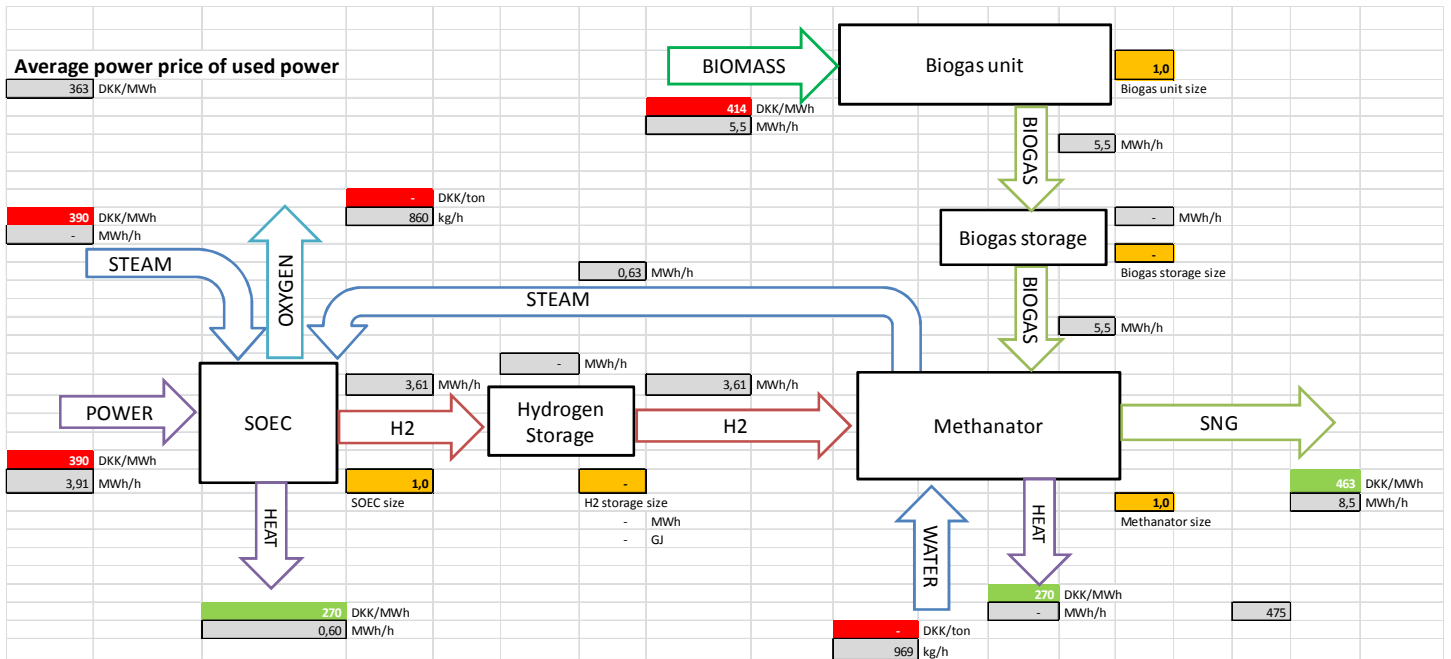 Average power price of used power
363 DKK/MWh
BIOMASS
414 DKK/MWh
5,5 MWh/h
Biogas unit
1,0
Biogas unit size
BIOGAS
5,5 MWh/h
- DKK/ton
860 kg/h
390 DKK/MWh
- MWh/h
STEAM
OXYGEN
Biogas storage
- MWh/h
-
Biogas storage size
0,63 MWh/h
STEAM
BIOGAS
5,5 MWh/h
POWER
390 DKK/MWh
3,91 MWh/h
SOEC
3,61 MWh/h
H2
1,0
SOEC size
- MWh/h
Hydrogen
Storage
-
H2 storage size
- MWh
- GJ
3,61 MWh/h
H2
Methanator
SNG
463 DKK/MWh
8,5 MWh/h
1,0
Methanator size
HEAT
270 DKK/MWh
0,60 MWh/h
WATER
- DKK/ton
969 kg/h
HEAT
270 DKK/MWh
- MWh/h
475